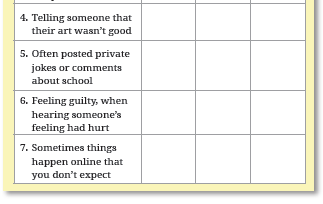 4. Telling someone that
their art wasn't good
5. Often posted private
jokes or comments
about school
6. Feeling guilty, when
hearing someone's
feeling had hurt
7. Sometimes things
happen online that
you don't expect